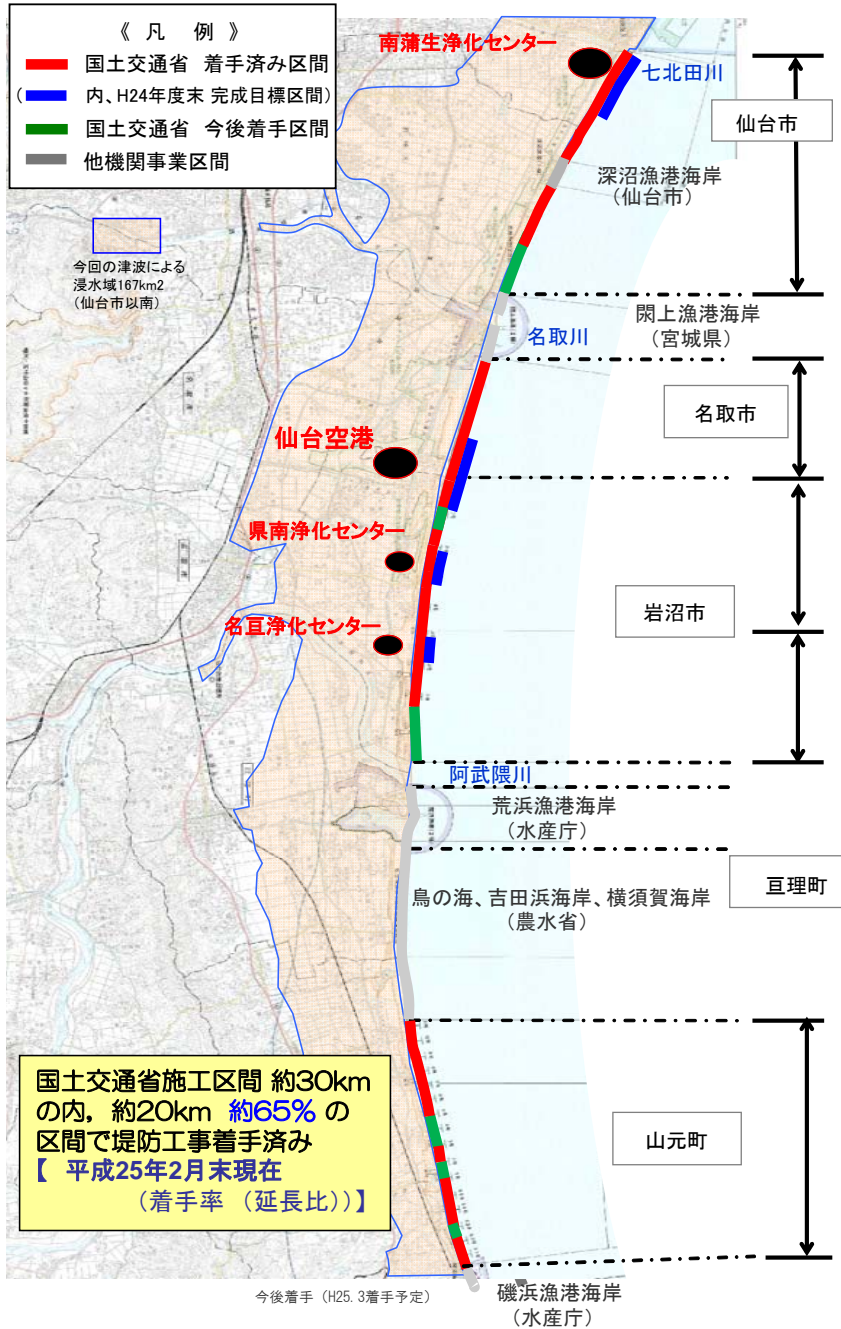 《 凡 例 》
国土交通省 着手済み区間
( 内、H24年度末 完成目標区間)
国土交通省 今後着手区間
他機関事業区間
今回の津波による
浸水域167km2
(仙台市以南)
南蒲生浄化センター
七北田川
仙台市
深沼漁港海岸
(仙台市)
閖上漁港海岸
(宮城県)
名取川
名取市
仙台空港
県南浄化センター
岩沼市
名亘浄化センター
阿武隈川
荒浜漁港海岸
(水産庁)
亘理町
鳥の海、吉田浜海岸、横須賀海岸
(農水省)
国土交通省施工区間 約30km
の内，約20km 約65% の
区間で堤防工事着手済み
【 平成25年2月末現在
(着手率 (延長比))】
山元町
今後着手 (H25.3着手予定)
磯浜漁港海岸
(水産庁)